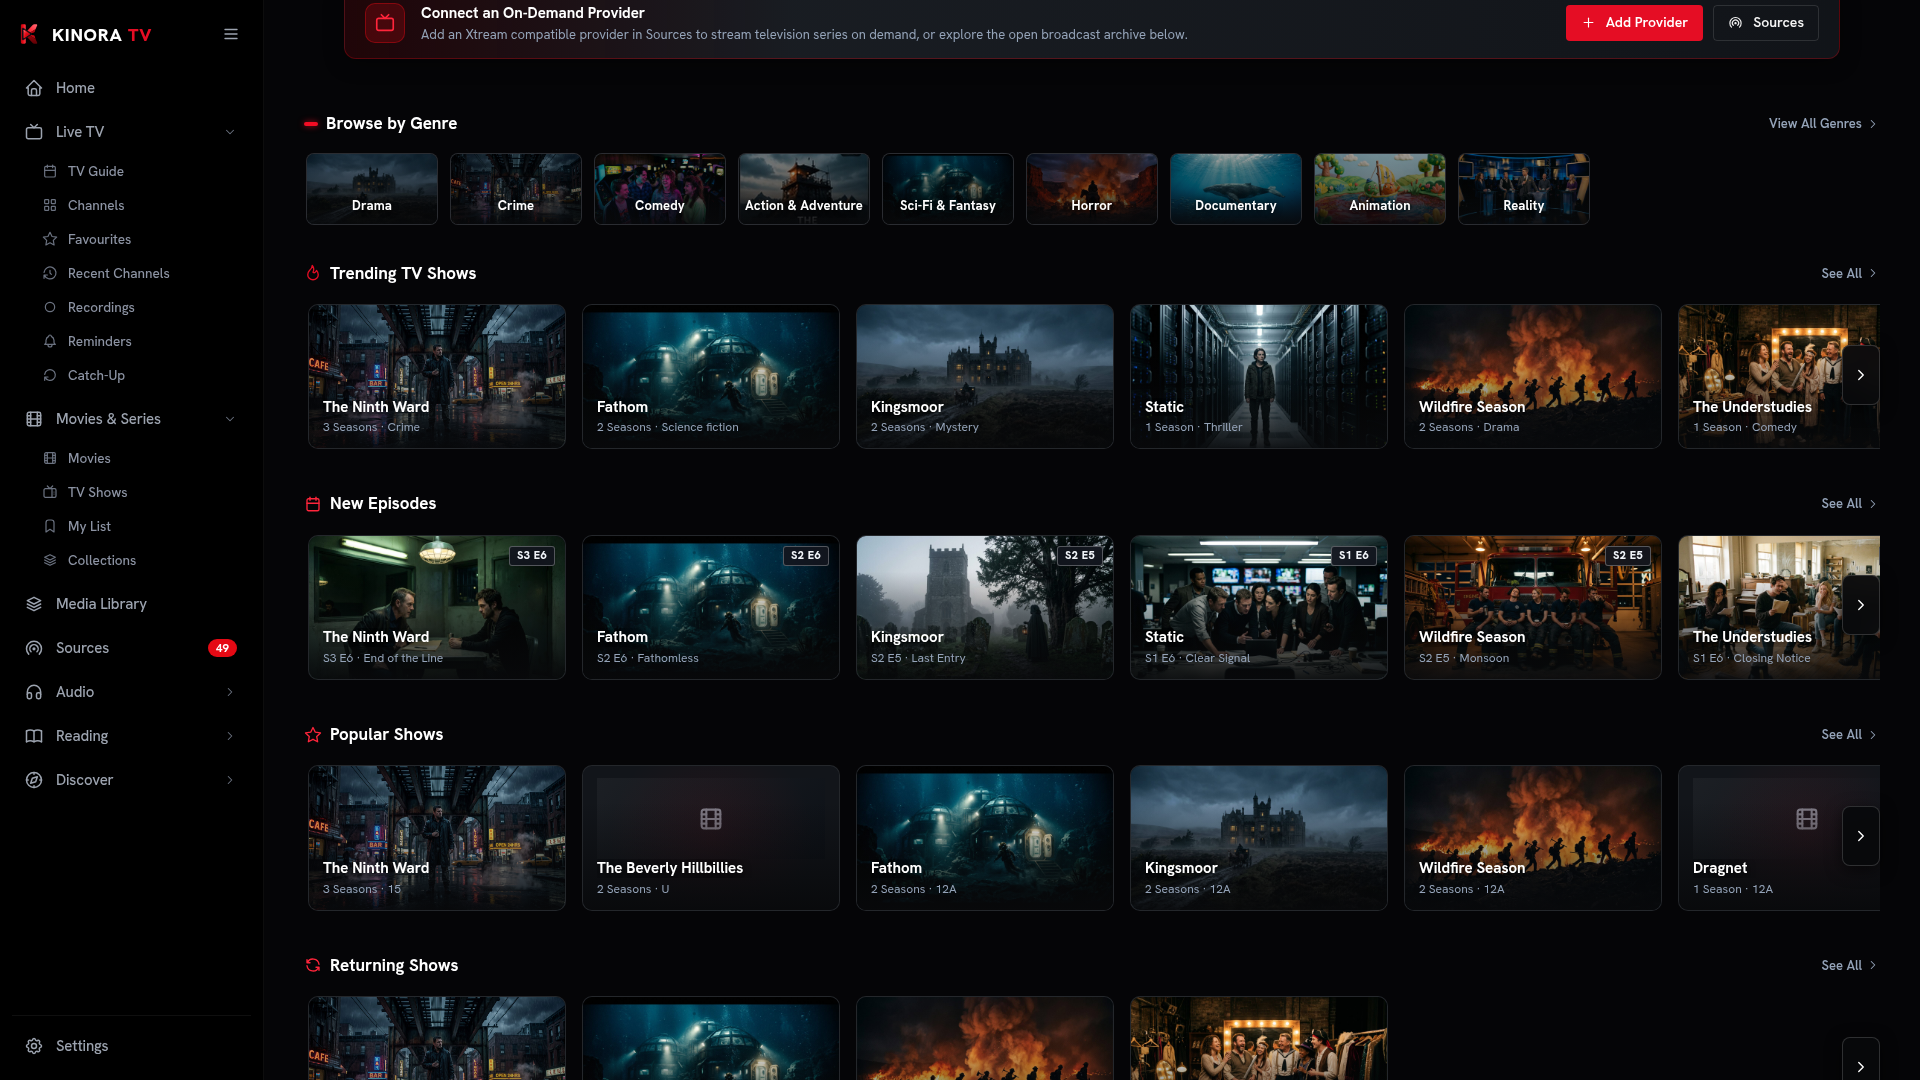 KINORA TV
Home
Live TV
TV Guide
Channels
Favourites
Recent Channels
Recordings
Reminders
Catch-Up
Movies & Series
Movies
TV Shows
My List
Collections
Media Library
Sources 49
Audio
Reading
Discover
Settings
Connect an On-Demand Provider
Add an Xtream compatible provider in Sources to stream television series on demand, or explore the open broadcast archive below.
Add Provider
Sources
Browse by Genre
View All Genres
Drama
Crime
Comedy
Action & Adventure
Sci-Fi & Fantasy
Horror
Documentary
Animation
Reality
Trending TV Shows
See All
The Ninth Ward
3 Seasons · Crime
Fathom
2 Seasons · Science fiction
Kingsmoor
2 Seasons · Mystery
Static
1 Season · Thriller
Wildfire Season
2 Seasons · Drama
The Understudies
1 Season · Comedy
New Episodes
See All
S3 E6
The Ninth Ward
S3 E6 · End of the Line
S2 E6
Fathom
S2 E6 · Fathomless
S2 E5
Kingsmoor
S2 E5 · Last Entry
S1 E6
Static
S1 E6 · Clear Signal
S2 E5
Wildfire Season
S2 E5 · Monsoon
The Understudies
S1 E6 · Closing Notice
Popular Shows
See All
The Ninth Ward
3 Seasons · 15
The Beverly Hillbillies
2 Seasons · U
Fathom
2 Seasons · 12A
Kingsmoor
2 Seasons · 12A
Wildfire Season
2 Seasons · 12A
Dragnet
1 Season · 12A
Returning Shows
See All